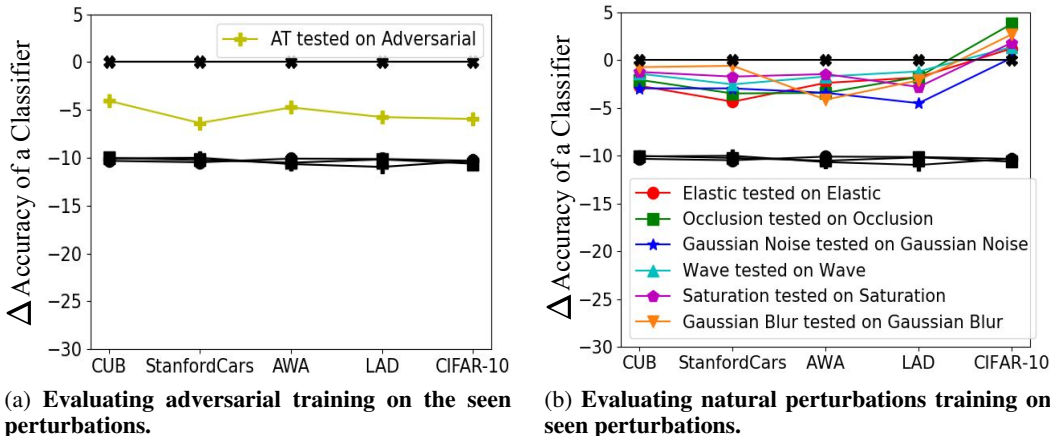 Δ Accuracy of a Classifier
5
0
−5
−10
−15
−20
−25
−30
AT tested on Adversarial
CUB StanfordCars AWA LAD CIFAR-10
(a) Evaluating adversarial training on the seen
perturbations.
Δ Accuracy of a Classifier
5
0
−5
−10
−15
−20
−25
−30
Elastic tested on Elastic
Occlusion tested on Occlusion
Gaussian Noise tested on Gaussian Noise
Wave tested on Wave
Saturation tested on Saturation
Gaussian Blur tested on Gaussian Blur
CUB StanfordCars AWA LAD CIFAR-10
(b) Evaluating natural perturbations training on
seen perturbations.